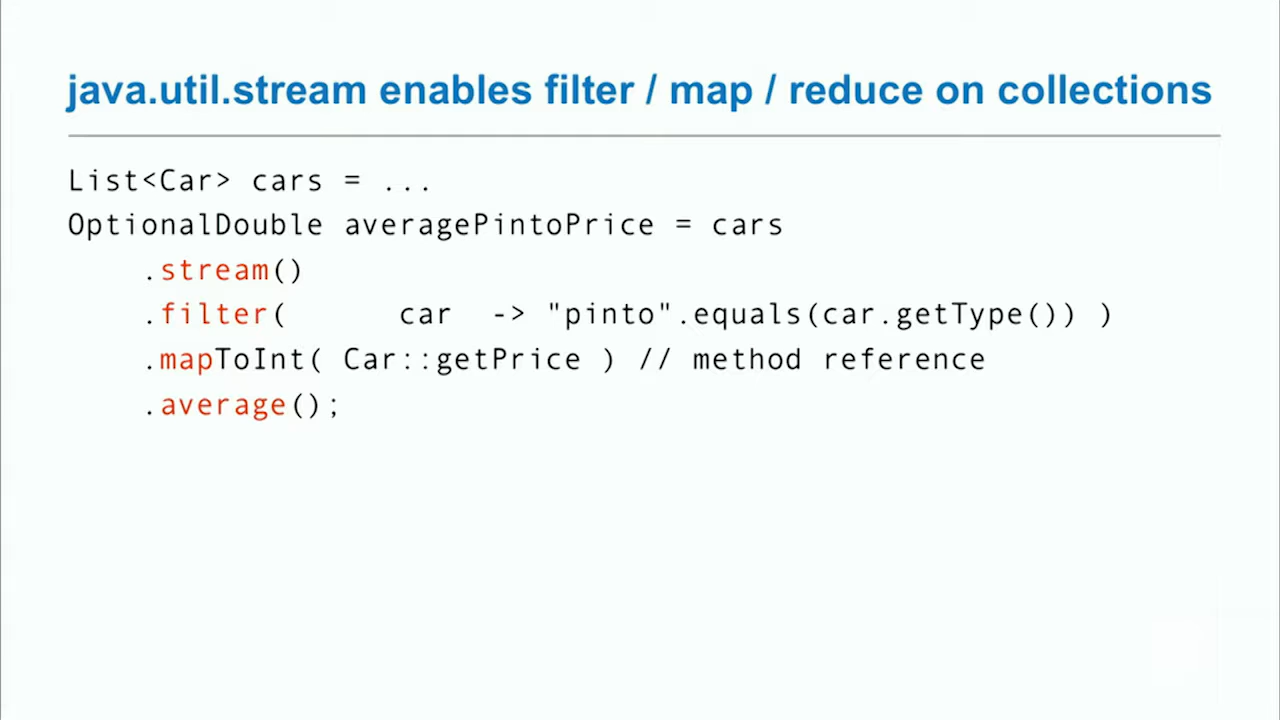 java.util.stream enables filter / map / reduce on collections
List<Car> cars = ...
OptionalDouble averagePintoPrice = cars
.stream()
.filter( car -> "pinto".equals(car.getType()) )
.mapToInt( Car::getPrice ) // method reference
.average();